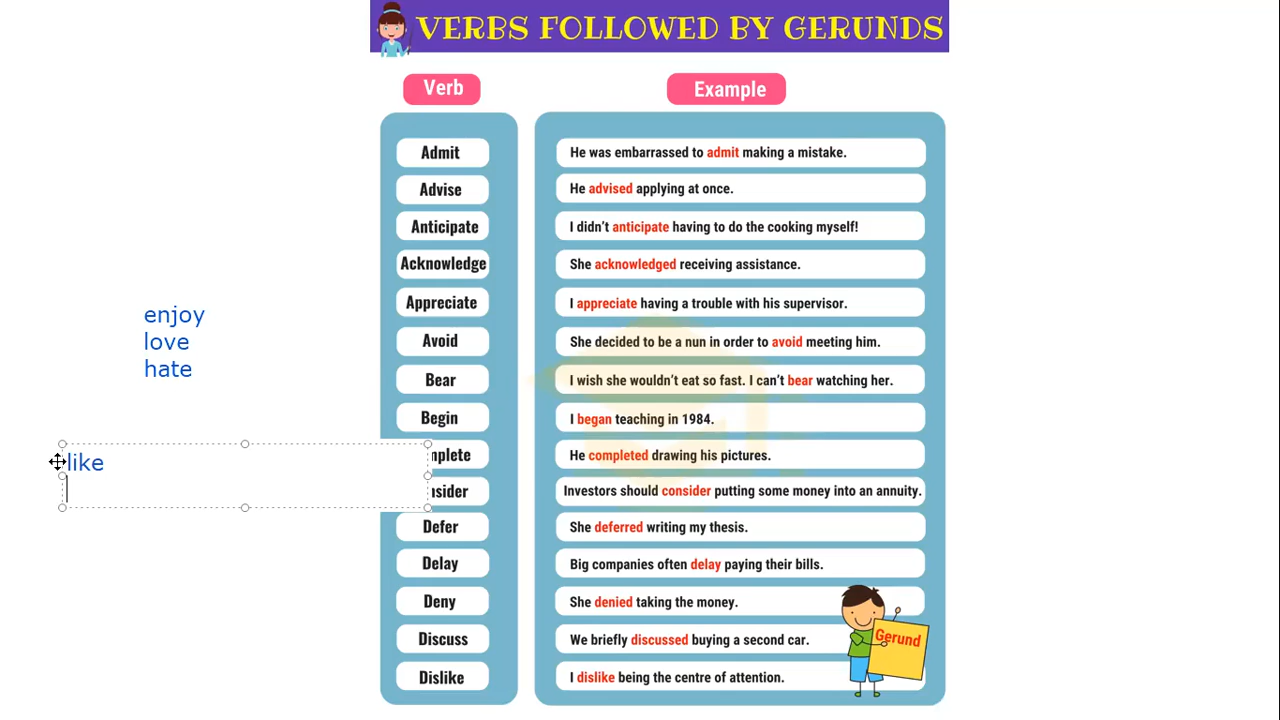 VERBS FOLLOWED BY GERUNDS
Verb Example
Admit He was embarrassed to admit making a mistake.
Advise He advised applying at once.
Anticipate I didn't anticipate having to do the cooking myself!
Acknowledge She acknowledged receiving assistance.
enjoy
love
hate
Appreciate I appreciate having a trouble with his supervisor.
Avoid She decided to be a nun in order to avoid meeting him.
Bear I wish she wouldn't eat so fast. I can't bear watching her.
Begin I began teaching in 1984.
like
mplete He completed drawing his pictures.
nsider Investors should consider putting some money into an annuity.
Defer She deferred writing my thesis.
Delay Big companies often delay paying their bills.
Deny She denied taking the money.
Discuss We briefly discussed buying a second car.
Gerund
Dislike I dislike being the centre of attention.